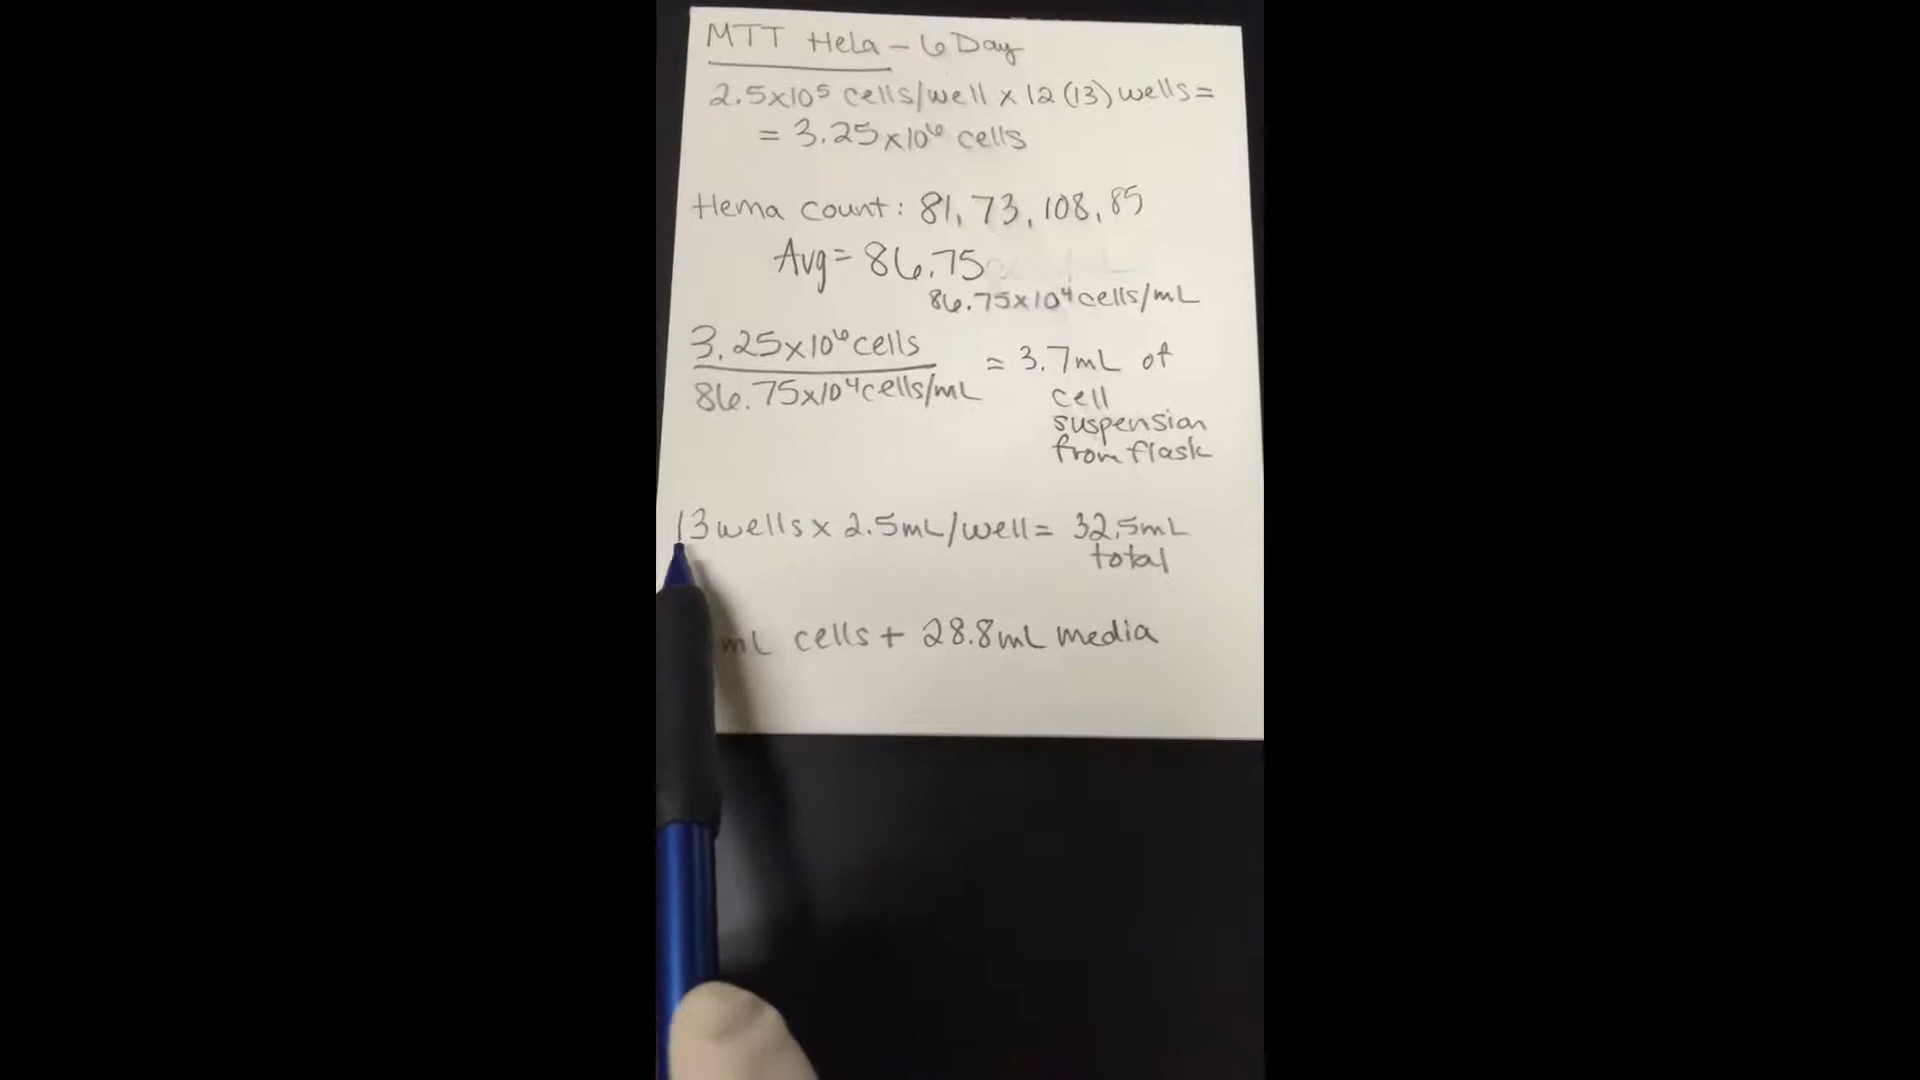 MTT Hela - 6 Day
2.5x10⁵ cells/well x 12 (13) wells =
= 3.25x10⁶ cells
Hema count: 81, 73, 108, 85
Avg = 86.75
86.75x10⁴ cells/mL
3.25x10⁶ cells
86.75x10⁴ cells/mL
= 3.7mL of
cell
suspension
from flask
13 wells x 2.5mL/well = 32.5mL
total
mL cells + 28.8mL media